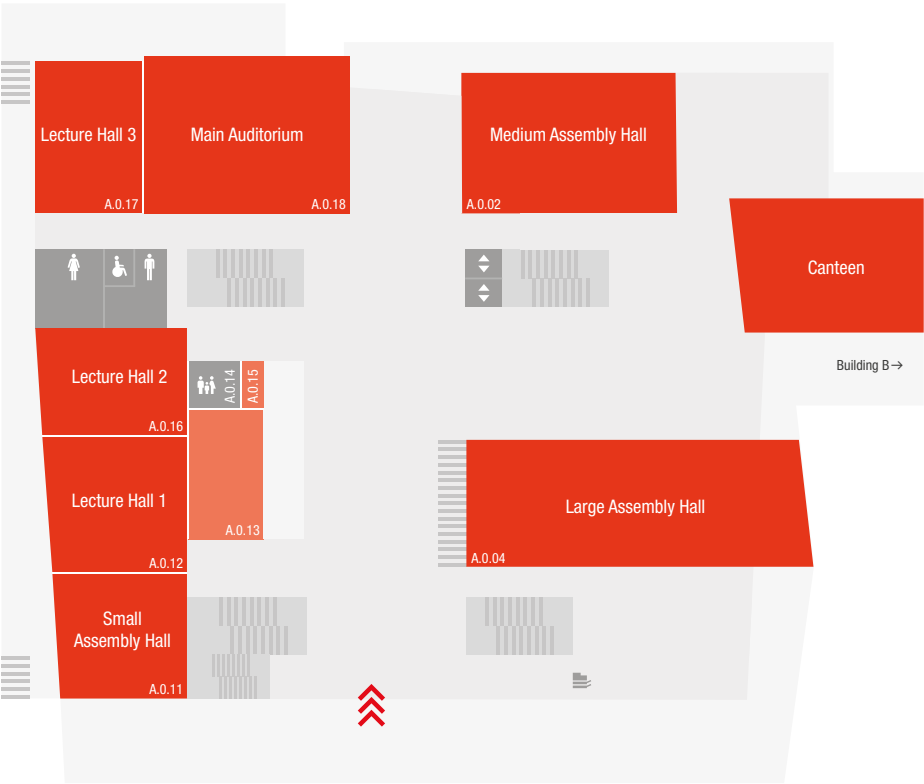 Lecture Hall 3
A.0.17
Main Auditorium
A.0.18
Medium Assembly Hall
A.0.02
Canteen
Building B→
Lecture Hall 2
A.0.16
A.0.14
A.0.15
Lecture Hall 1
A.0.12
A.0.13
Large Assembly Hall
A.0.04
Small
Assembly Hall
A.0.11